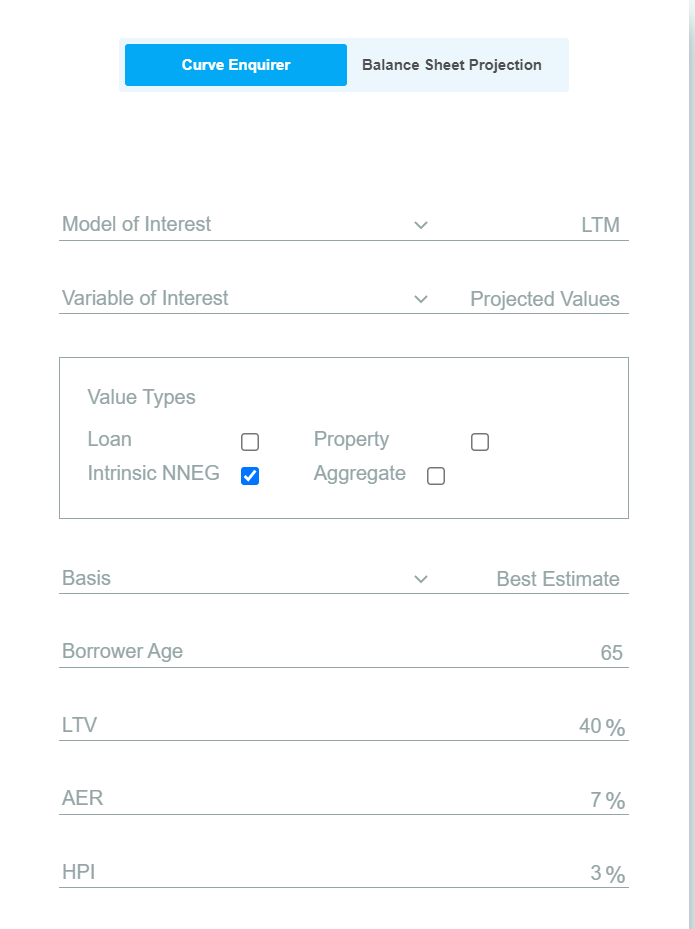 Curve Enquirer Balance Sheet Projection
Model of Interest LTM
Variable of Interest Projected Values
Value Types
Loan Property
Intrinsic NNEG Aggregate
Basis Best Estimate
Borrower Age 65
LTV 40 %
AER 7 %
HPI 3 %